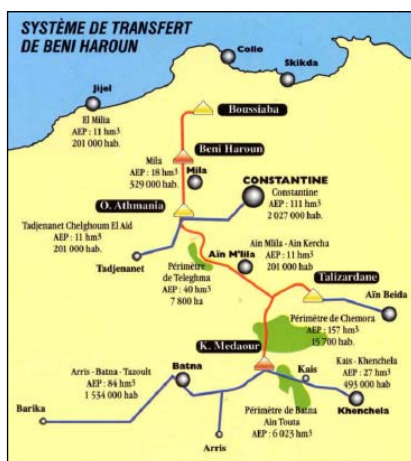 SYSTÈME DE TRANSFERT
DE BENI HAROUN
Collo
Skikda
Jijel
El Milia
AEP : 11 hm³
201 000 hab.
Boussiaba
Beni Haroun
Mila
AEP : 18 hm³
329 000 hab.
Mila
CONSTANTINE
Constantine
AEP : 111 hm³
2 027 000 hab.
O. Athmania
Tadjenanet Chelghoum El Aid
AEP : 11 hm³
201 000 hab.
Tadjenanet
Périmètre
de Teleghma
AEP : 40 hm³
7 800 ha
Aïn M'lila
Ain M'lila - Ain Kercha
AEP : 11 hm³
201 000 hab
Talizardane
Aïn Beida
Périmètre de Chemora
AEP : 157 hm³
15 700 hab.
K. Medaour
Arris - Batna - Tazoult
AEP : 84 hm³
1 534 000 hab
Batna
Kais
Kais - Khenchela
AEP : 27 hm³
493 000 hab
Khenchela
Barika
Arris
Périmètre de Batna
Ain Touta
AEP : 6 023 hm³